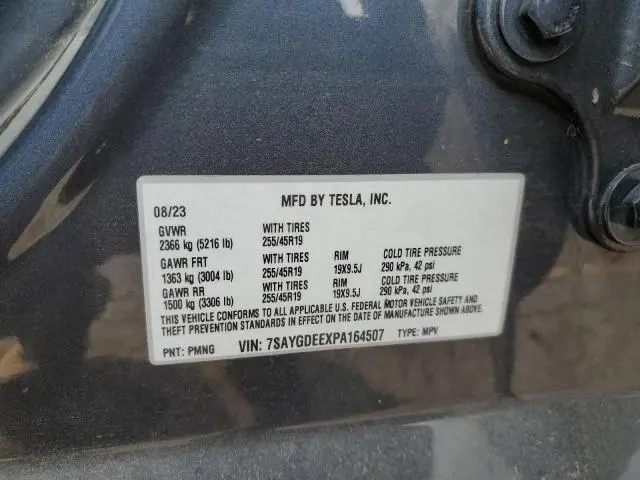 MFD BY TESLA, INC.
08/23
GVWR WITH TIRES
2366 kg (5216 lb) 255/45R19
GAWR FRT WITH TIRES RIM COLD TIRE PRESSURE
1363 kg (3004 lb) 255/45R19 19X9.5J 290 kPa, 42 psi
GAWR RR WITH TIRES RIM COLD TIRE PRESSURE
1500 kg (3306 lb) 255/45R19 19X9.5J 290 kPa, 42 psi
THIS VEHICLE CONFORMS TO ALL APPLICABLE U.S. FEDERAL MOTOR VEHICLE SAFETY AND
THEFT PREVENTION STANDARDS IN EFFECT ON THE DATE OF MANUFACTURE SHOWN ABOVE.
PNT: PMNG VIN: 7SAYGDEEXPA164507 TYPE: MPV